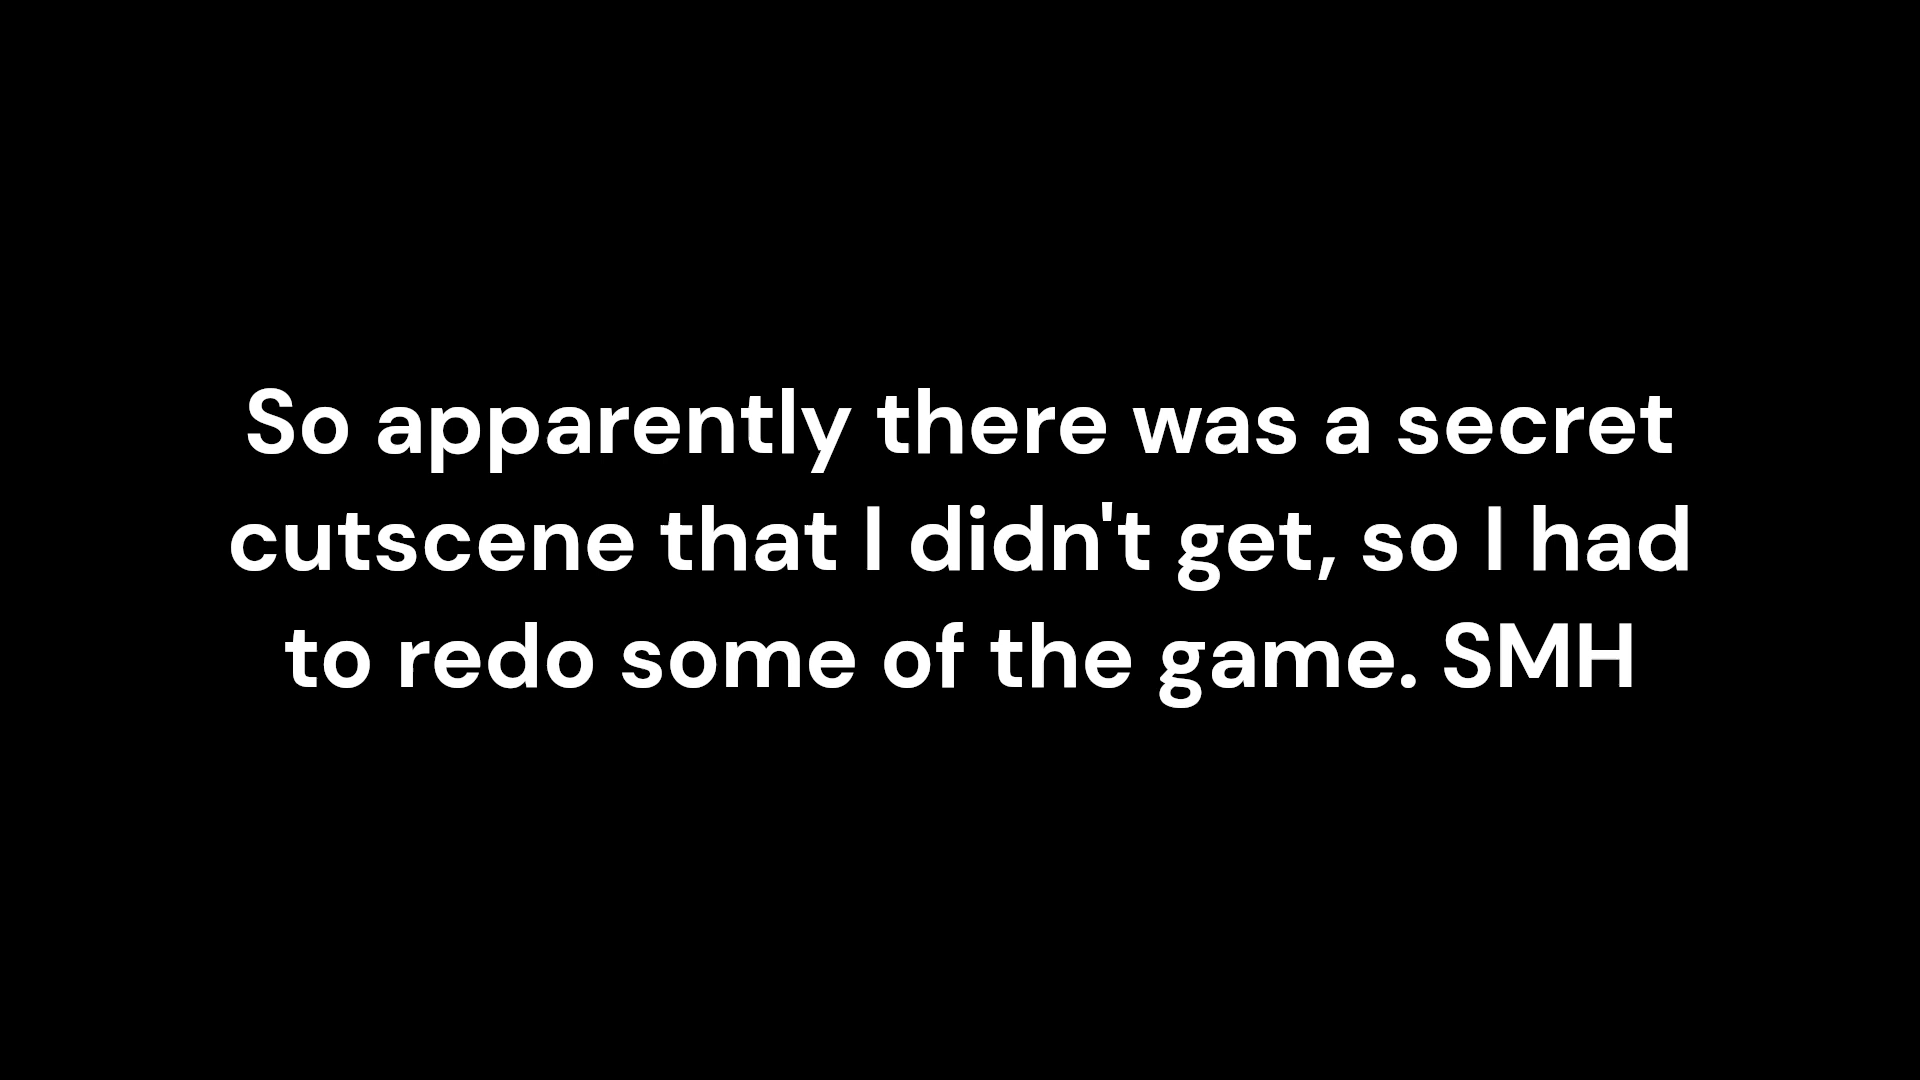 So apparently there was a secret
cutscene that I didn't get, so I had
to redo some of the game. SMH